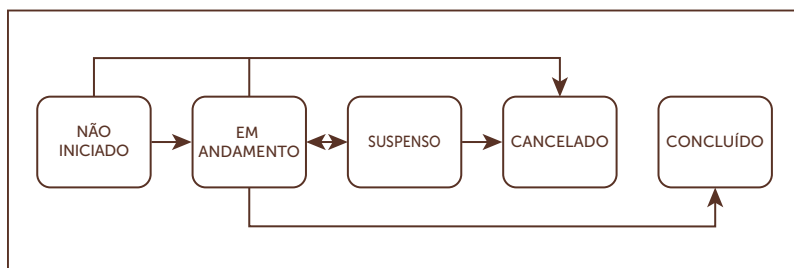 NÃO
INICIADO
EM
ANDAMENTO
SUSPENSO
CANCELADO
CONCLUÍDO